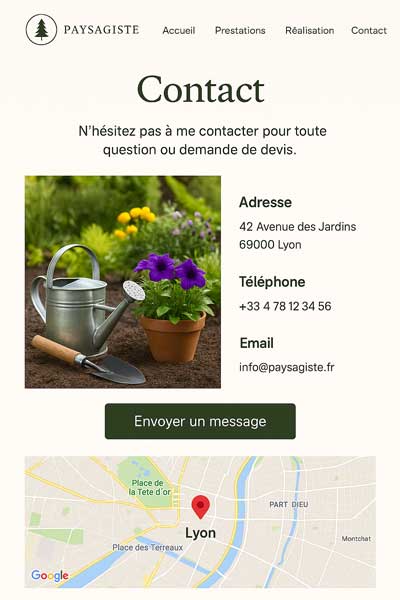 PAYSAGISTE
Accueil Prestations Réalisation Contact
Contact
N'hésitez pas à me contacter pour toute
question ou demande de devis.
Adresse
42 Avenue des Jardins
69000 Lyon
Téléphone
+33 4 78 12 34 56
Email
info@paysagiste.fr
Envoyer un message
Place de
la Tete d'or
PART DIEU
Lyon
Montchat
Place des Terreaux
Google